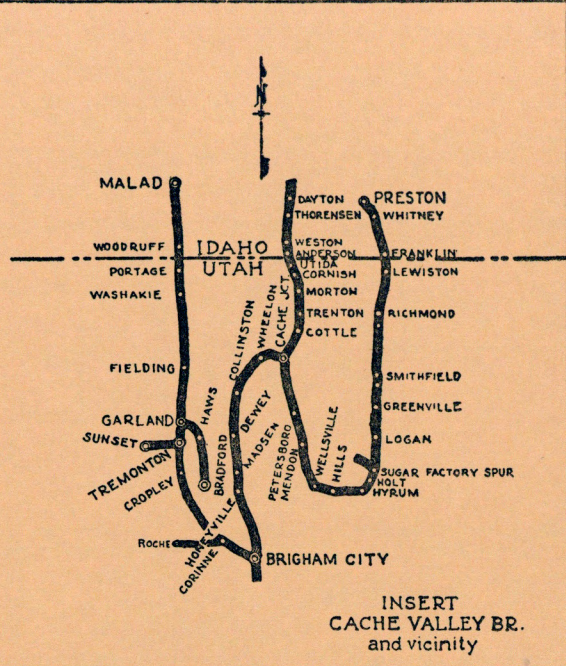 N
MALAD
DAYTON
PRESTON
THORENSEN
WHITNEY
WOODRUFF
IDAHO
WESTON
ANDERSON
FRANKLIN
PORTAGE
UTAH
UTIDA
CORNISH
LEWISTON
WASHAKIE
MORTON
TRENTON
RICHMOND
COTTLE
COLLINSTON
WHEELON
CACHE JCT.
FIELDING
SMITHFIELD
GREENVILLE
GARLAND
HAWS
DEWEY
SUNSET
LOGAN
TREMONTON
BRADFORD
MADSEN
PETERSBORO
MENDON
WELLSVILLE
HILLS
SUGAR FACTORY SPUR
HOLT
HYRUM
CROPLEY
HONEYVILLE
ROCHE
CORINNE
BRIGHAM CITY
INSERT
CACHE VALLEY BR.
and vicinity